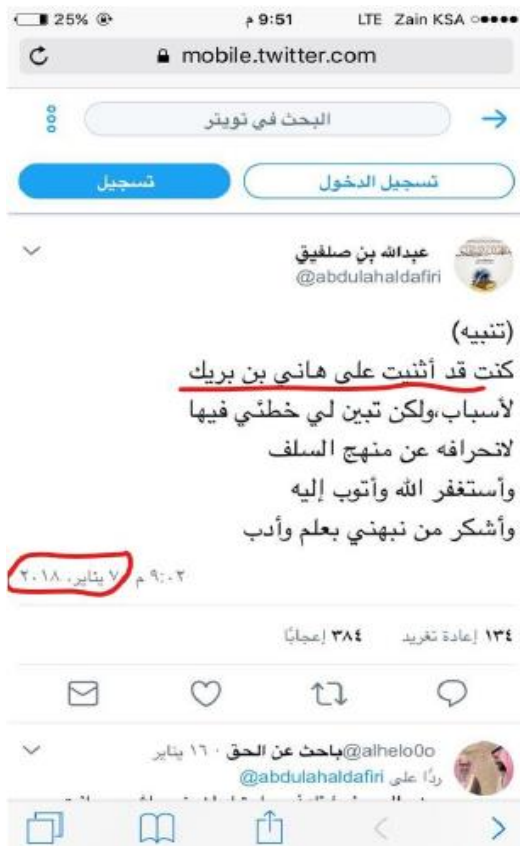 25% 9:51 م LTE Zain KSA
mobile.twitter.com
البحث في تويتر
تسجيل الدخول
تسجيل
عبدالله بن صلفيق
@abdulahaldafiri
(تنبيه)
كنت قد أثنيت على هاني بن بريك
لأسباب،ولكن تبين لي خطئي فيها
لانحرافه عن منهج السلف
وأستغفر الله وأتوب إليه
وأشكر من نبهني بعلم وأدب
٩:٠٢ م ٧ يناير، ٢٠١٨
١٣٤ إعادة تغريد ٣٨٤ إعجابًا
باحث عن الحق@alhelo0o · ١٦ يناير
ردًا على @abdulahaldafiri